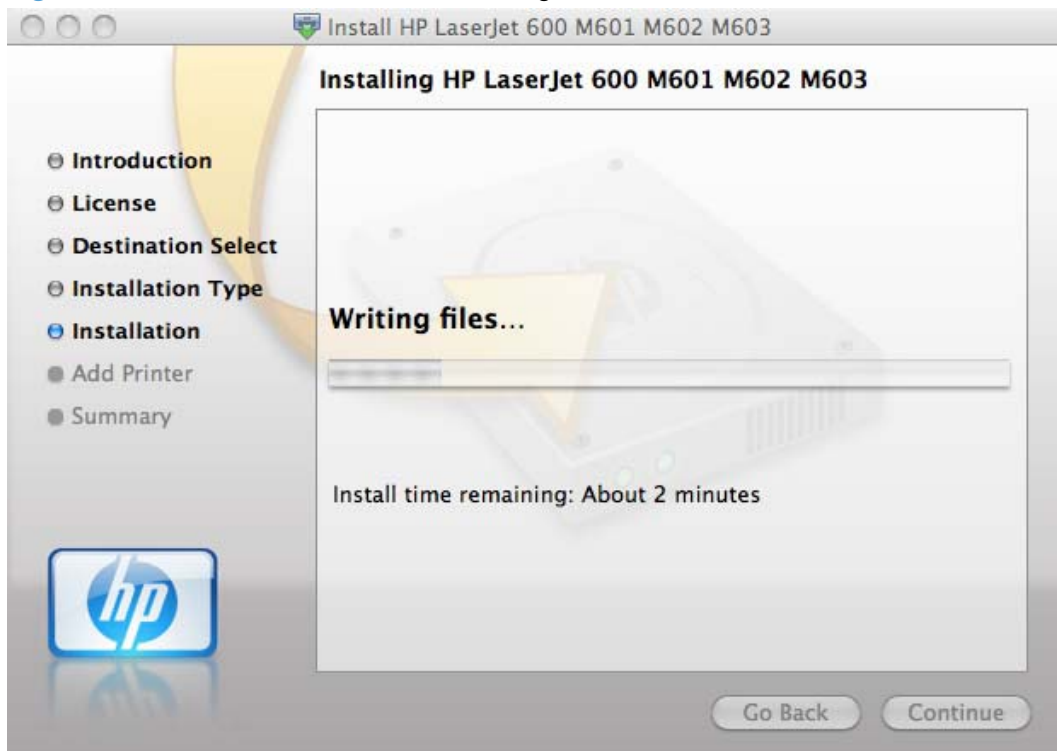 Install HP LaserJet 600 M601 M602 M603
Installing HP LaserJet 600 M601 M602 M603
Introduction
License
Destination Select
Installation Type
Installation
Add Printer
Summary
Writing files...
Install time remaining: About 2 minutes
hp
Go Back
Continue